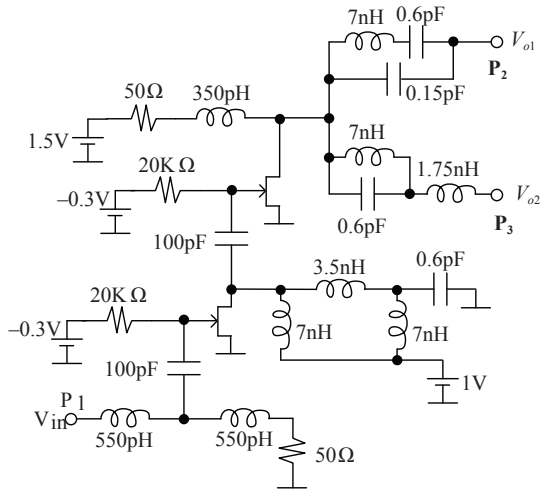 7nH
0.6pF
Vo1
P2
0.15pF
50Ω
350pH
1.5V
7nH
1.75nH
20K Ω
Vo2
P3
−0.3V
0.6pF
100pF
3.5nH
0.6pF
20K Ω
−0.3V
7nH
7nH
100pF
1V
P 1
Vin
550pH
550pH
50Ω